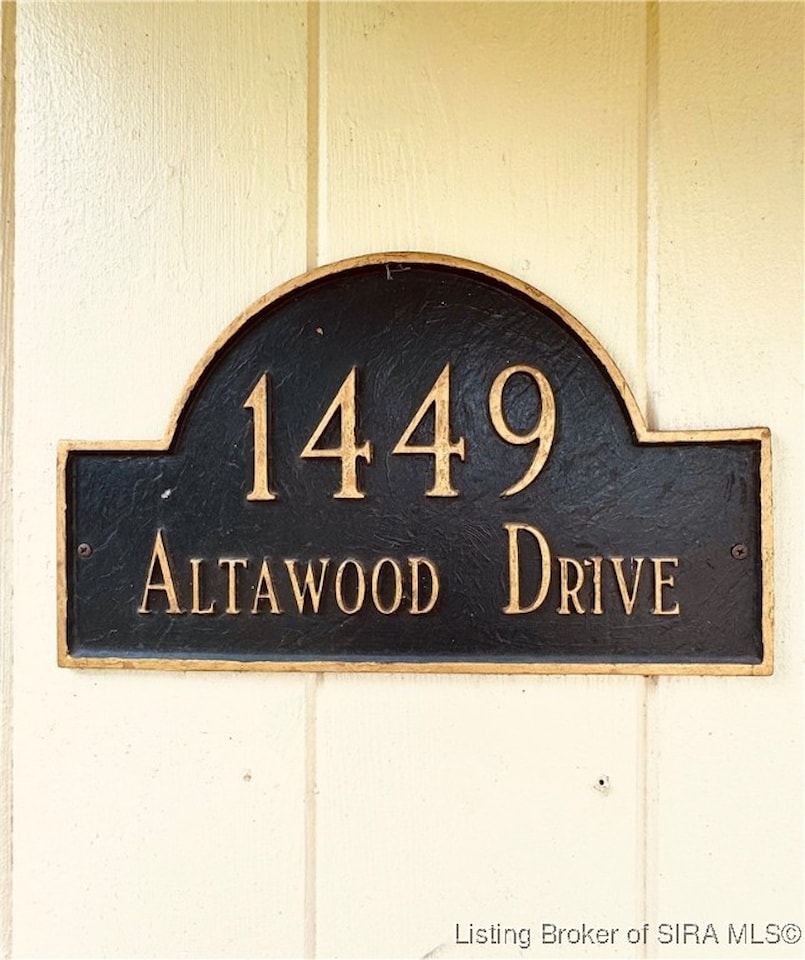 1449
ALTAWOOD DRIVE
Listing Broker of SIRA MLS©